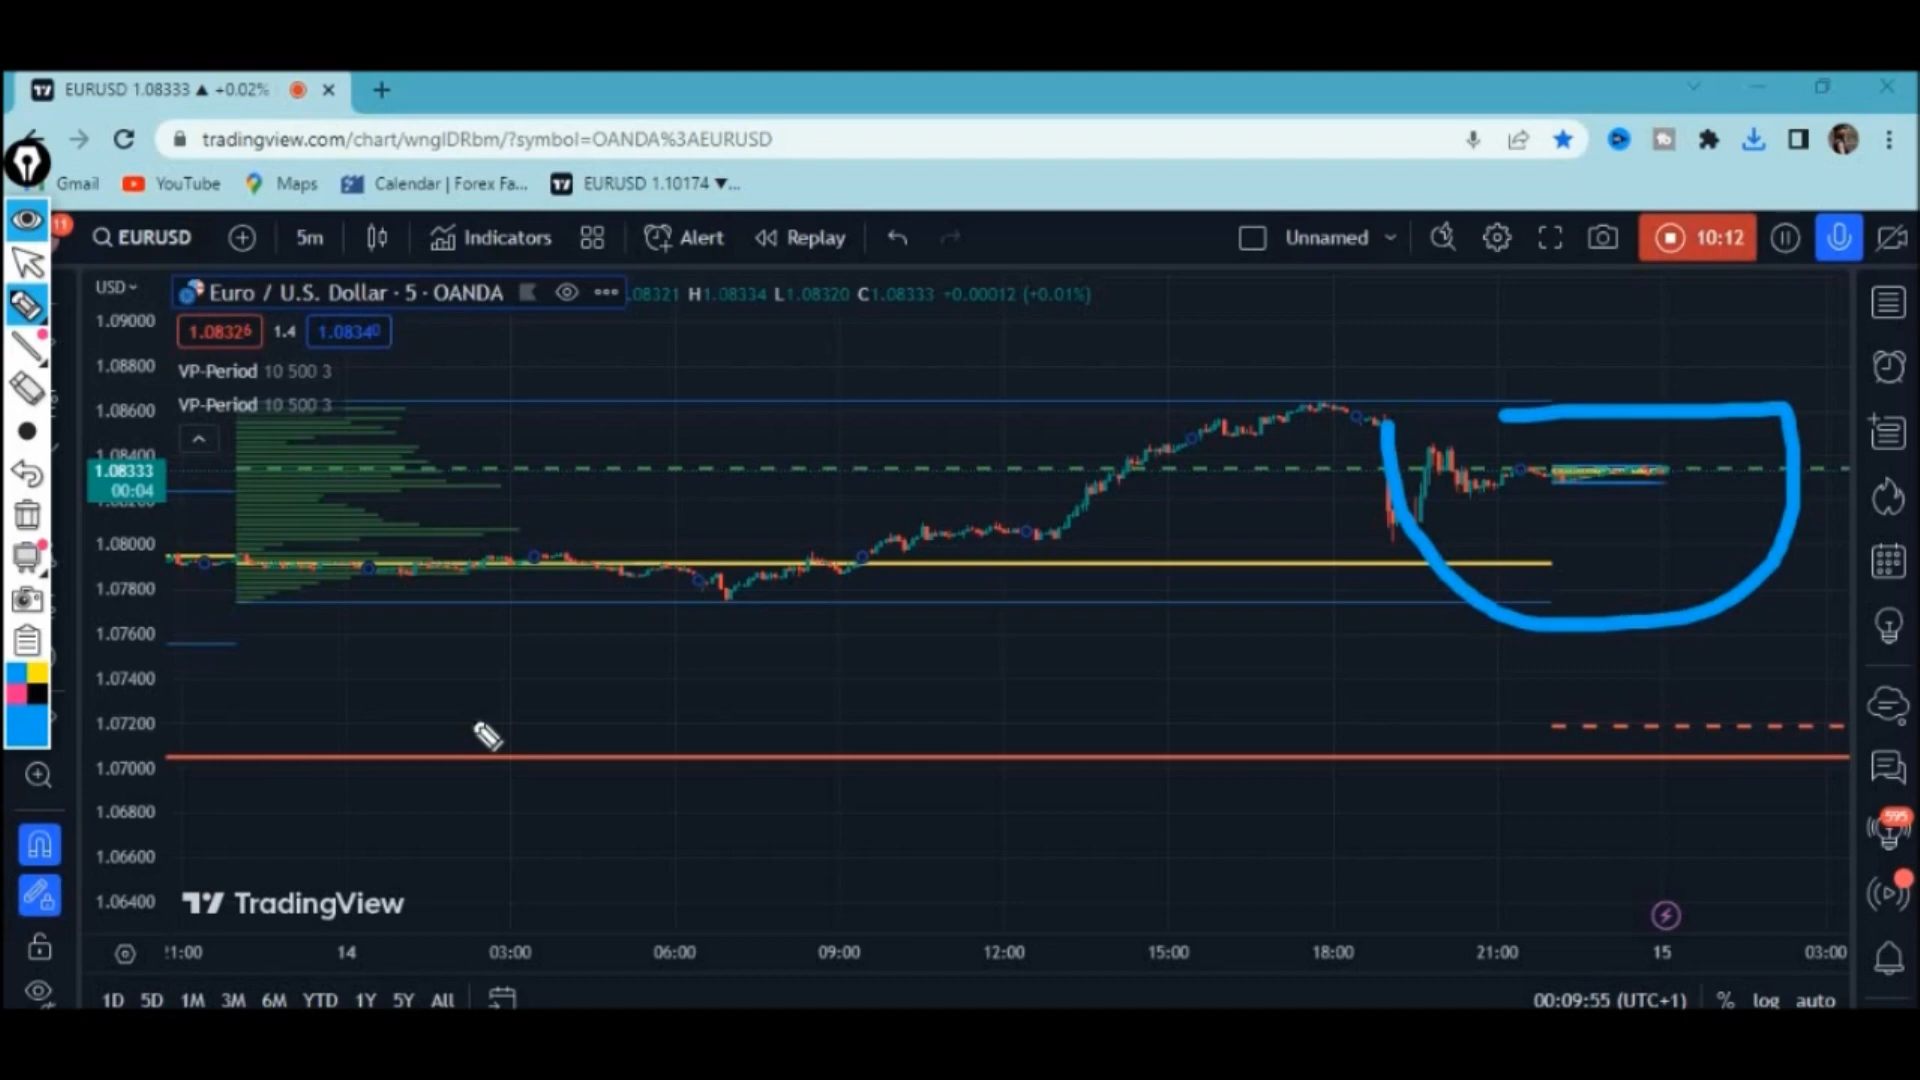 EURUSD 1.08333 ▲ +0.02%
tradingview.com/chart/wngIDRbm/?symbol=OANDA%3AEURUSD
Gmail YouTube Maps Calendar | Forex Fa... EURUSD 1.10174 ▼...
11
EURUSD 5m Indicators Alert Replay Unnamed 10:12
USD
Euro / U.S. Dollar · 5 · OANDA .08321 H1.08334 L1.08320 C1.08333 +0.00012 (+0.01%)
1.09000
1.08326 1.4 1.08340
1.08800
VP-Period 10 500 3
VP-Period 10 500 3
1.08600
1.08400
1.08333
00:04
1.08200
1.08000
1.07800
1.07600
1.07400
1.07200
1.07000
1.06800
595
1.06600
1.06400
TradingView
1:00 14 03:00 06:00 09:00 12:00 15:00 18:00 21:00 15 03:00
1D 5D 1M 3M 6M YTD 1Y 5Y All 00:09:55 (UTC+1) % log auto